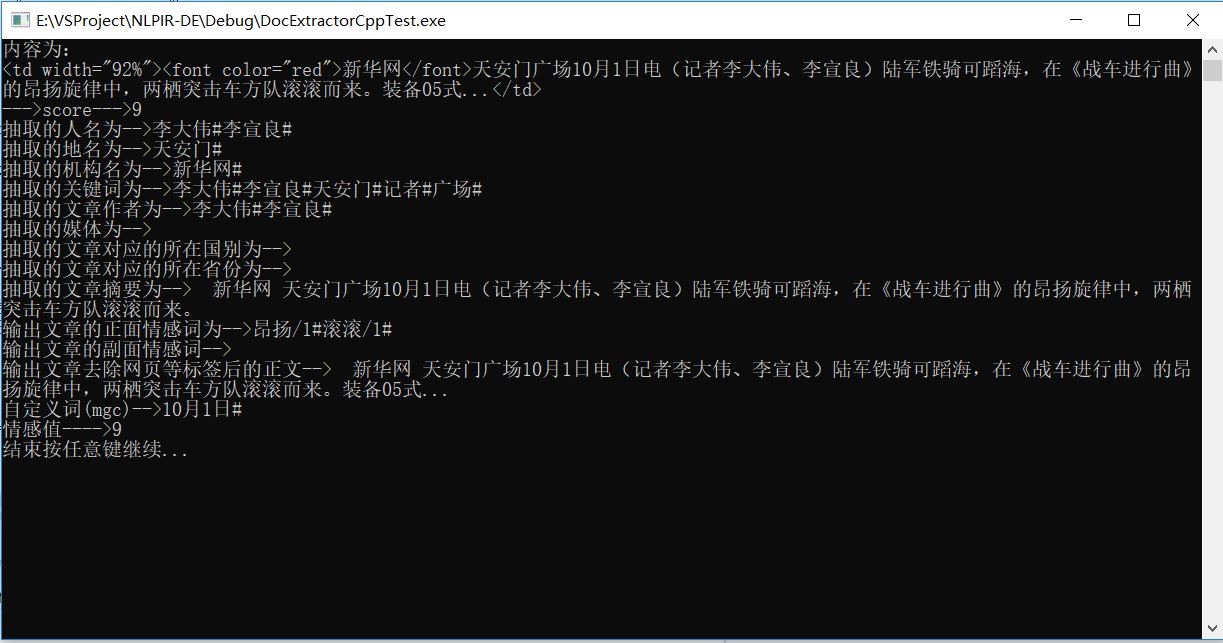 E:\VSProject\NLPIR-DE\Debug\DocExtractorCppTest.exe
内容为:
<td width="92%"><font color="red">新华网</font>天安门广场10月1日电（记者李大伟、李宣良）陆军铁骑可蹈海，在《战车进行曲》
的昂扬旋律中，两栖突击车方队滚滚而来。装备05式...</td>
--->score--->9
抽取的人名为-->李大伟#李宣良#
抽取的地名为-->天安门#
抽取的机构名为-->新华网#
抽取的关键词为-->李大伟#李宣良#天安门#记者#广场#
抽取的文章作者为-->李大伟#李宣良#
抽取的媒体为-->
抽取的文章对应的所在国别为-->
抽取的文章对应的所在省份为-->
抽取的文章摘要为-->  新华网 天安门广场10月1日电（记者李大伟、李宣良）陆军铁骑可蹈海，在《战车进行曲》的昂扬旋律中，两栖
突击车方队滚滚而来。
输出文章的正面情感词为-->昂扬/1#滚滚/1#
输出文章的副面情感词-->
输出文章去除网页等标签后的正文-->  新华网 天安门广场10月1日电（记者李大伟、李宣良）陆军铁骑可蹈海，在《战车进行曲》的昂
扬旋律中，两栖突击车方队滚滚而来。装备05式...
自定义词(mgc)-->10月1日#
情感值---->9
结束按任意键继续...